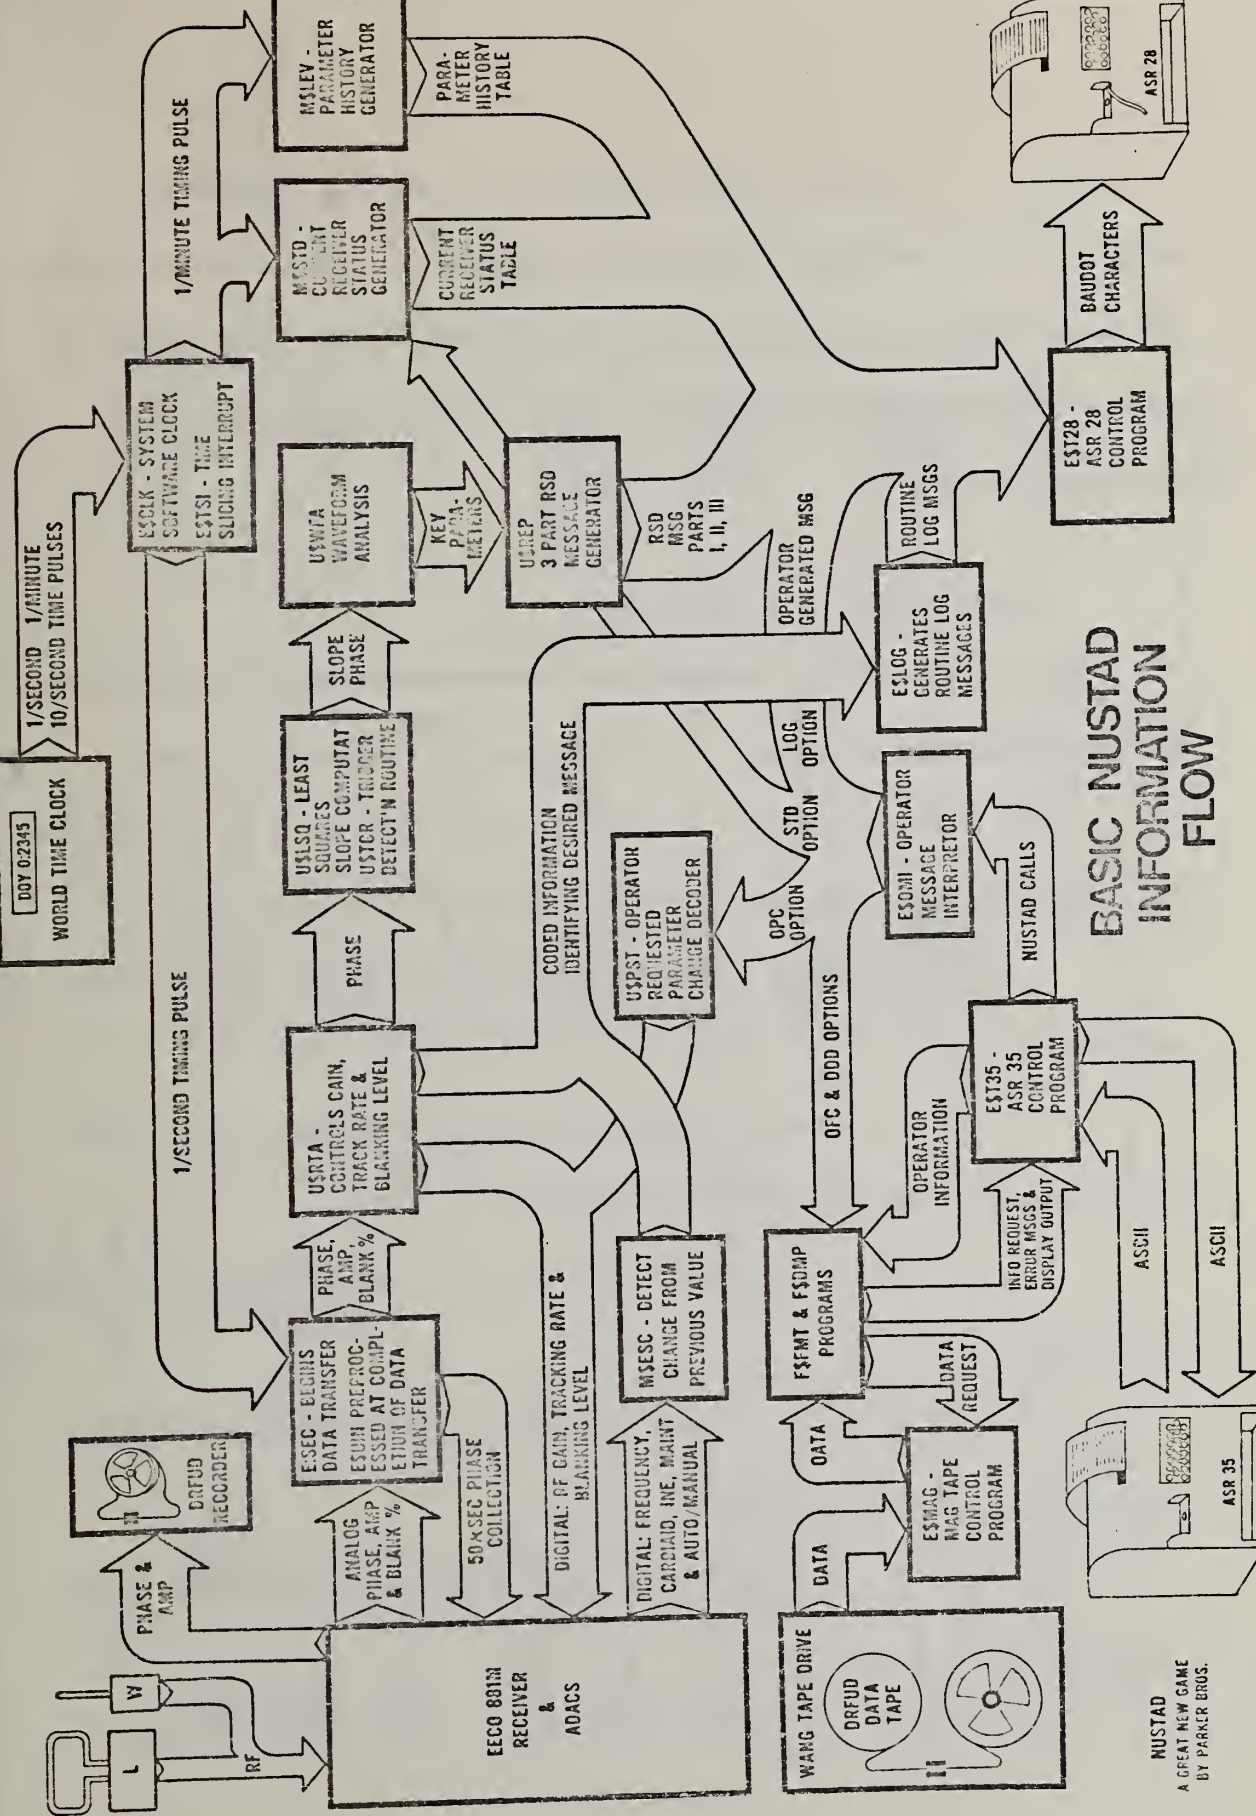 DOY 0:2345
WORLD TIME CLOCK
1/SECOND 1/MINUTE
10/SECOND TIME PULSES
E$CLK - SYSTEM
SOFTWARE CLOCK
E$TSI - TIME
SLICING INTERRUPT
1/MINUTE TIMING PULSE
1/SECOND TIMING PULSE
M$LEV -
PARAMETER
HISTORY
GENERATOR
PARA-
METER
HISTORY
TABLE
M$STD -
RECEIVER
STATUS
GENERATOR
CURRENT
RECEIVER
STATUS
TABLE
L
W
RF
PHASE &
AMP
DRFUD
RECORDER
EECO 881M
RECEIVER
&
ADACS
ANALOG
PHASE, AMP
& BLANK %
E$SEC - BEGINS
DATA TRANSFER
E$UIN PREPROC-
ESSED AT COMPL-
ETION OF DATA
TRANSFER
50×SEC PHASE
COLLECTION
PHASE,
AMP,
BLANK %
U$RTA -
CONTROLS GAIN,
TRACK RATE &
BLANKING LEVEL
PHASE
U$LSQ - LEAST
SQUARES
SLOPE COMPUTAT
U$TGR - TRIGGER
DETECT'N ROUTINE
SLOPE
PHASE
U$WTA
WAVEFORM
ANALYSIS
KEY
PARA-
METERS
U$REP
3 PART RSD
MESSAGE
GENERATOR
RSD
MSG
PARTS
I, II, III
DIGITAL: RF GAIN, TRACKING RATE &
BLANKING LEVEL
CODED INFORMATION
IDENTIFYING DESIRED MESSAGE
DIGITAL: FREQUENCY,
CARDIAID, INE, MAINT
& AUTO/MANUAL
M$ESC - DETECT
CHANGE FROM
PREVIOUS VALUE
U$PST - OPERATOR
REQUESTED
PARAMETER
CHANGE DECODER
OPC
OPTION
STD
OPTION
LOG
OPTION
OPERATOR
GENERATED MSG
ROUTINE
LOG MSGS
E$LOG -
GENERATES
ROUTINE LOG
MESSAGES
E$OMI - OPERATOR
MESSAGE
INTERPRETOR
OFC & DDD OPTIONS
NUSTAD CALLS
F$FMT & F$DMP
PROGRAMS
OPERATOR
INFORMATION
INFO REQUEST,
ERROR MSGS &
DISPLAY OUTPUT
E$T35 -
ASR 35
CONTROL
PROGRAM
DATA
REQUEST
DATA
DATA
E$MAG -
MAG TAPE
CONTROL
PROGRAM
WANG TAPE DRIVE
DRFUD
DATA
TAPE
ASCII
ASCII
ASR 35
E$T28 -
ASR 28
CONTROL
PROGRAM
BAUDOT
CHARACTERS
ASR 28
BASIC NUSTAD
INFORMATION
FLOW
NUSTAD
A GREAT NEW GAME
BY PARKER BROS.